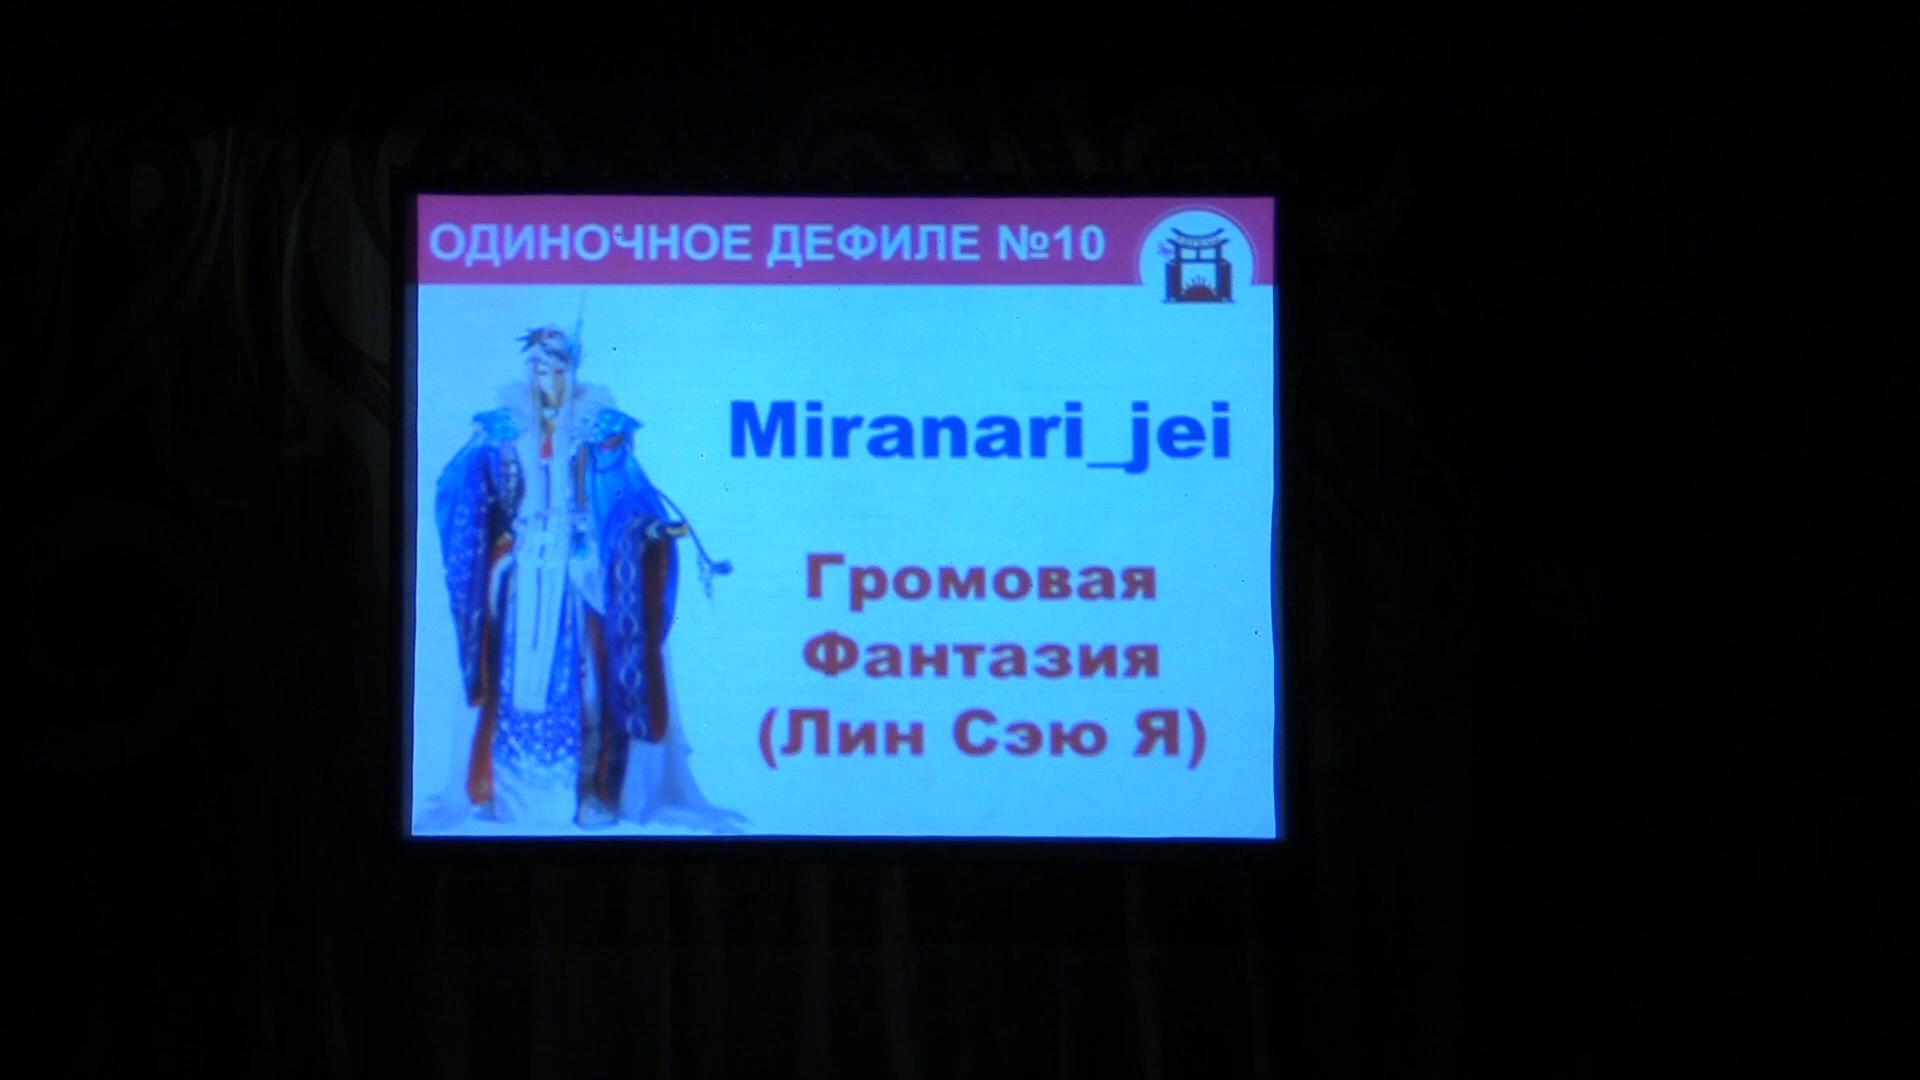 ОДИНОЧНОЕ ДЕФИЛЕ №10
Miranari_jei
Громовая
Фантазия
(Лин Сэю Я)